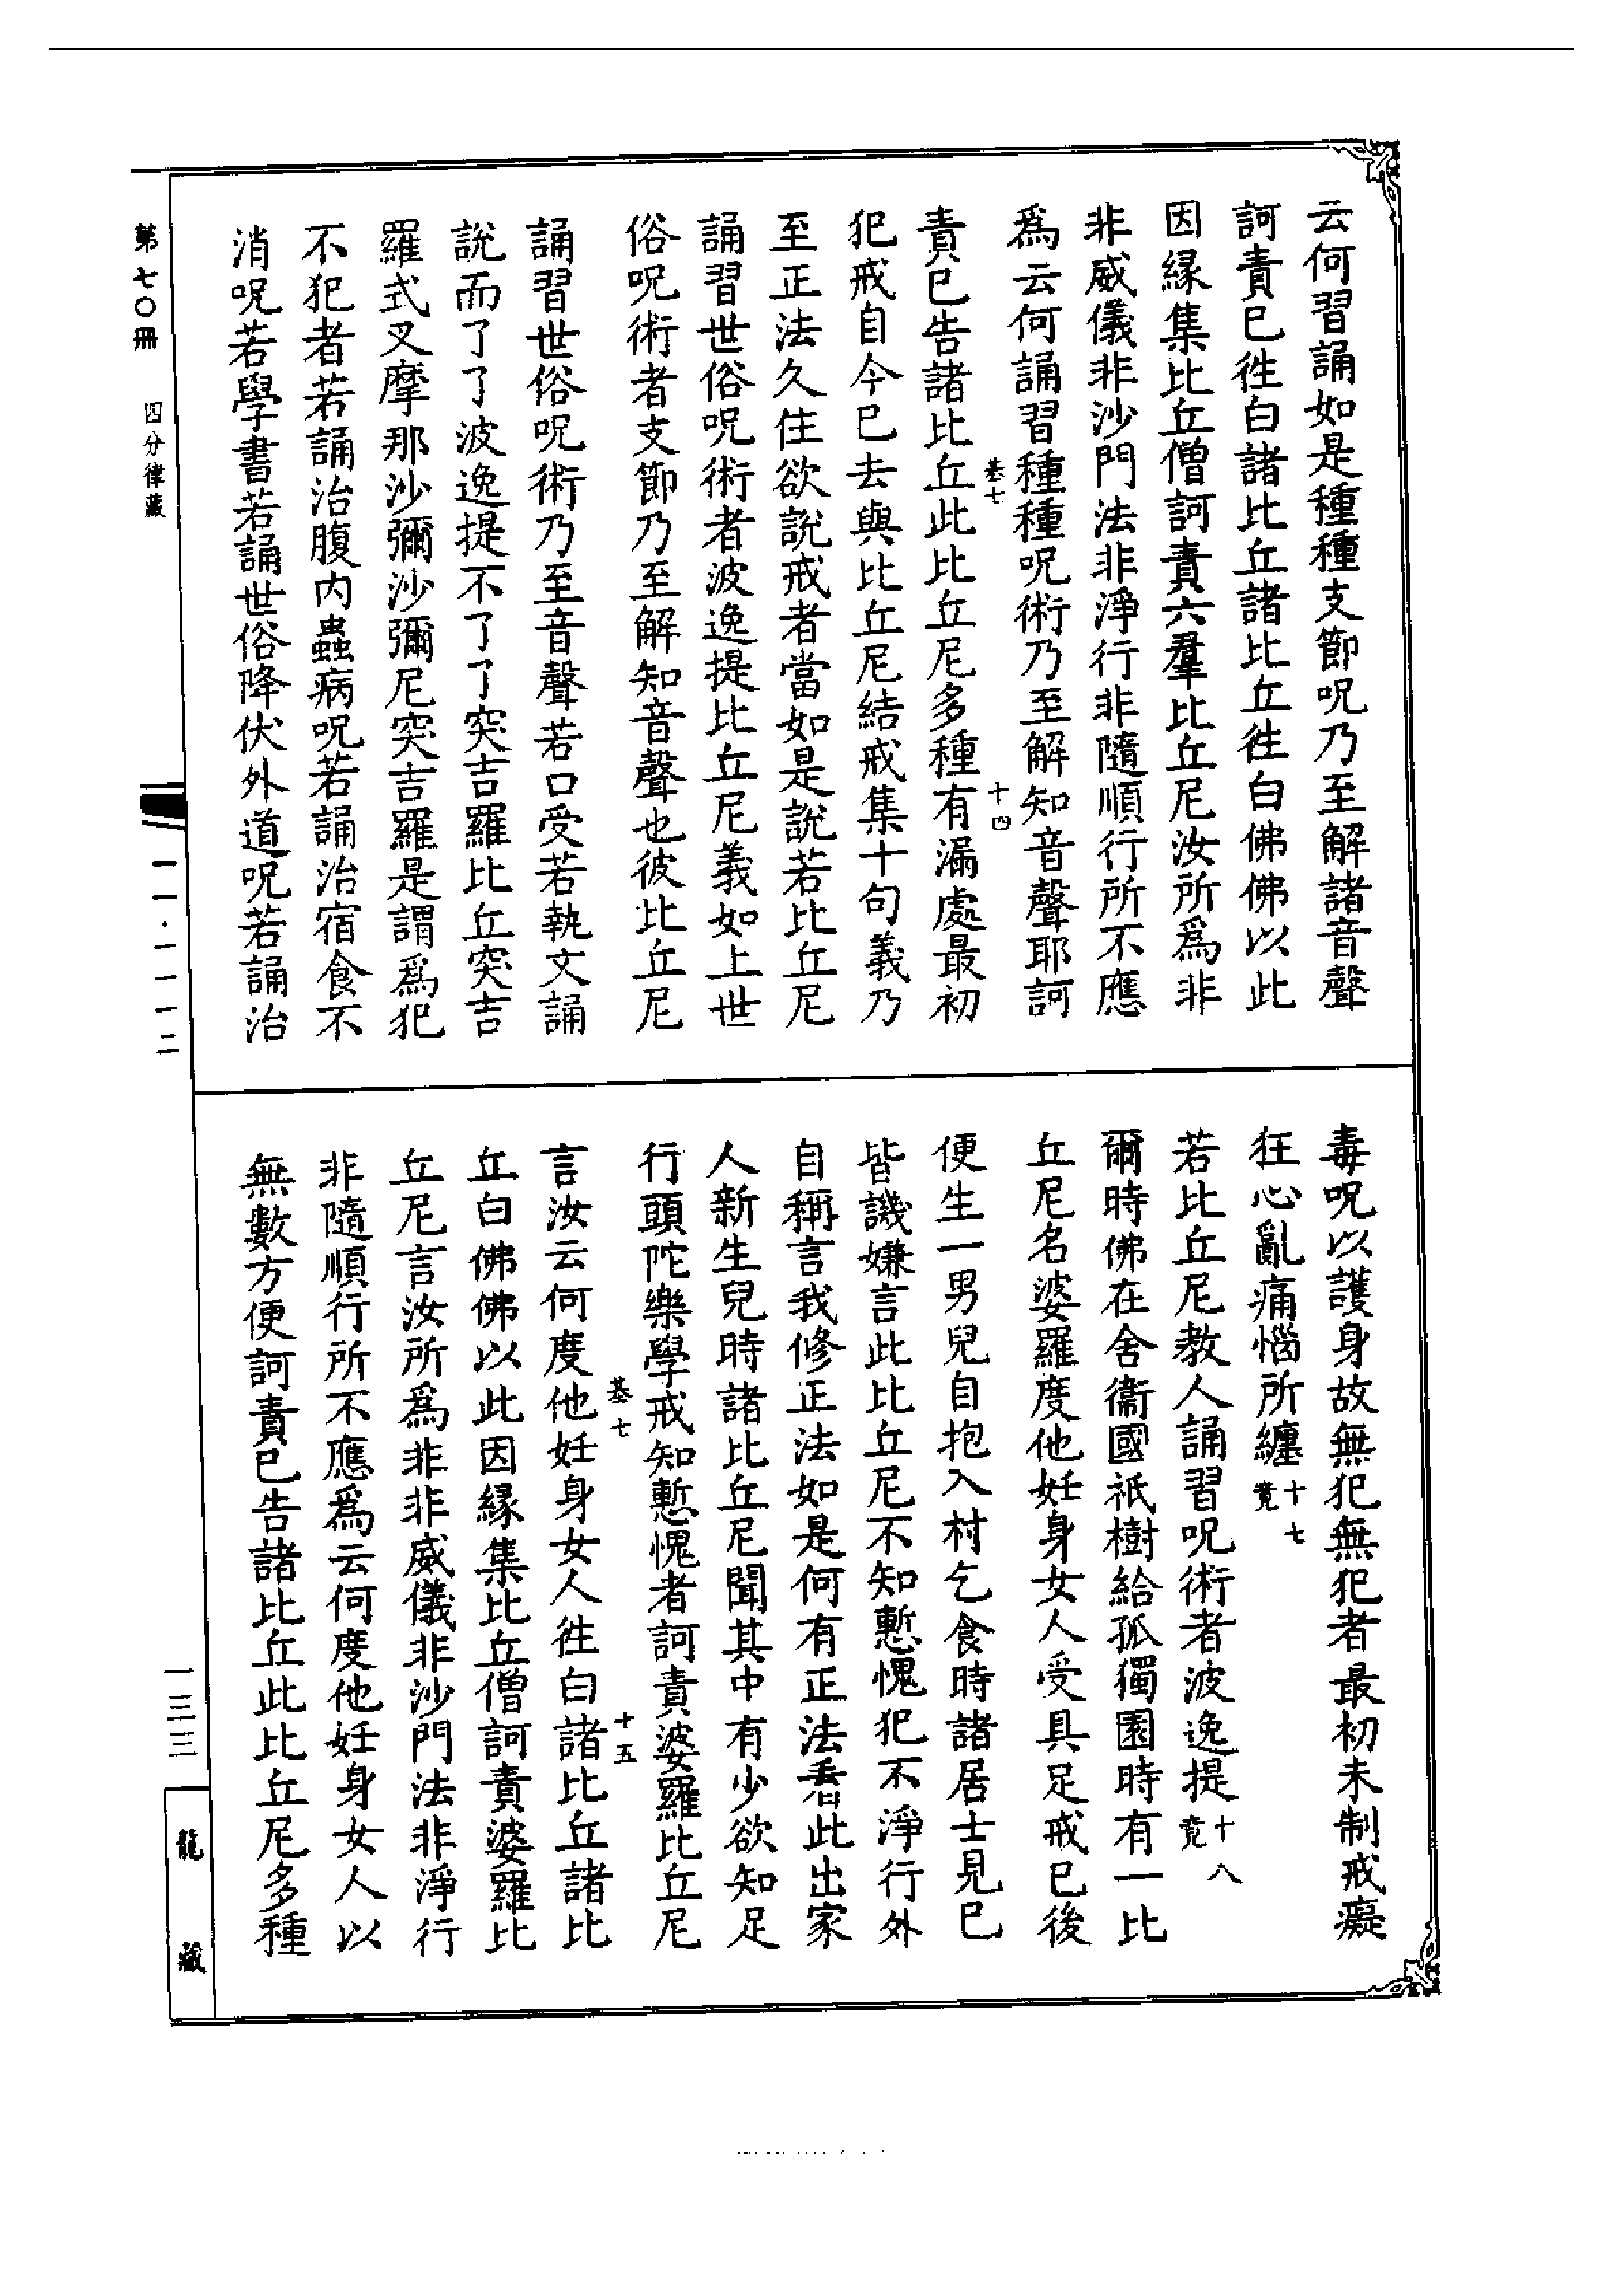 云何習誦如是種種支節呪乃至解諸音聲
訶責已徃白諸比丘諸比丘徃白佛佛以此
因緣集比丘僧訶責六羣比丘尼汝所爲非
非威儀非沙門法非淨行非隨順行所不應
爲云何誦習種種呪術乃至解知音聲耶訶
基七
十四
責已告諸比丘此比丘尼多種有漏處最初
犯戒自今已去與比丘尼結戒集十句義乃
至正法久住欲說戒者當如是說若比丘尼
誦習世俗呪術者波逸提比丘尼義如上世
俗呪術者支節乃至解知音聲也彼比丘尼
誦習世俗呪術乃至音聲若口受若執文誦
說而了了波逸提不了了突吉羅比丘突吉
羅式叉摩那沙彌沙彌尼突吉羅是謂爲犯
不犯者若誦治腹內蟲病呪若誦治宿食不
消呪若學書若誦世俗降伏外道呪若誦治
毒呪以護身故無犯無犯者最初未制戒癡
狂心亂痛惱所纏十七竟
若比丘尼教人誦習呪術者波逸提十八竟
爾時佛在舍衞國祇樹給孤獨園時有一比
丘尼名婆羅度他妊身女人受具足戒已後
便生一男兒自抱入村乞食時諸居士見已
皆譏嫌言此比丘尼不知慙愧犯不淨行外
自稱言我修正法如是何有正法看此出家
人新生兒時諸比丘尼聞其中有少欲知足
行頭陀樂學戒知慙愧者訶責婆羅比丘尼
基七
十五
言汝云何度他妊身女人徃白諸比丘諸比
丘白佛佛以此因緣集比丘僧訶責婆羅比
丘尼言汝所爲非非威儀非沙門法非淨行
非隨順行所不應爲云何度他妊身女人以
無數方便訶責已告諸比丘此比丘尼多種
第七〇冊
四分律藏
一一·一一一二
一三三
龍藏